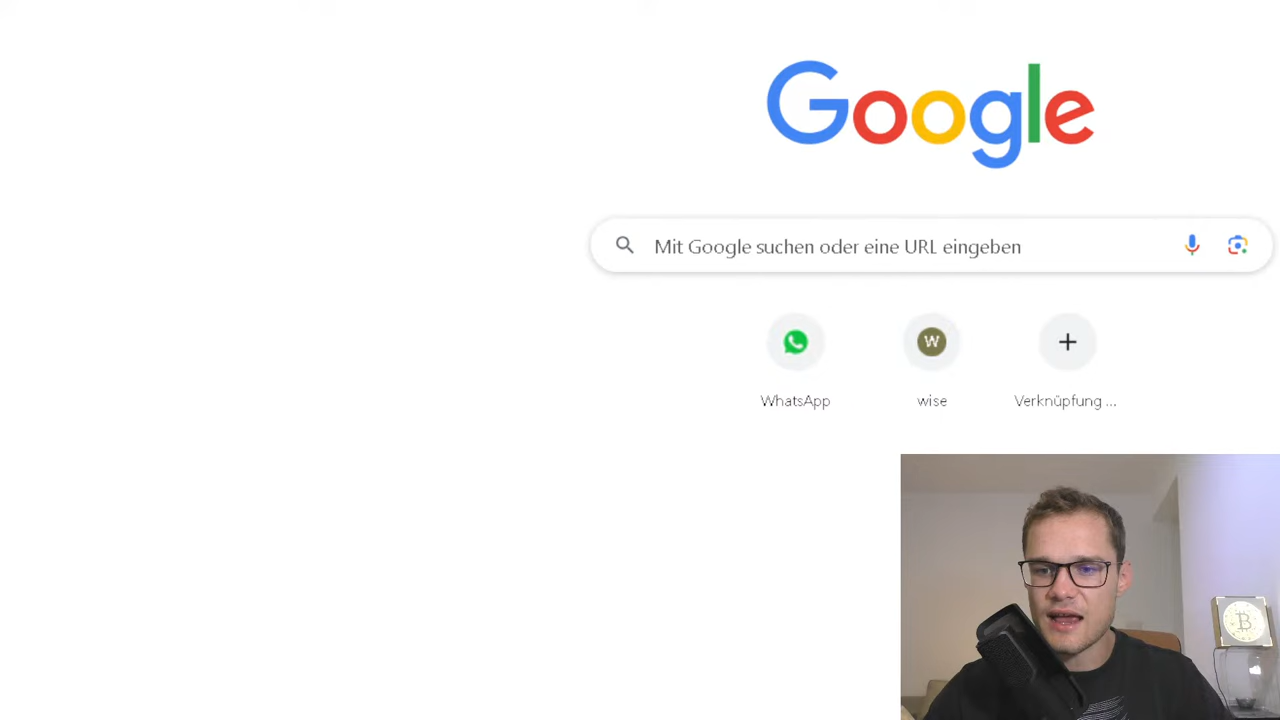 Google
Mit Google suchen oder eine URL eingeben
W
WhatsApp
wise
Verknüpfung ...